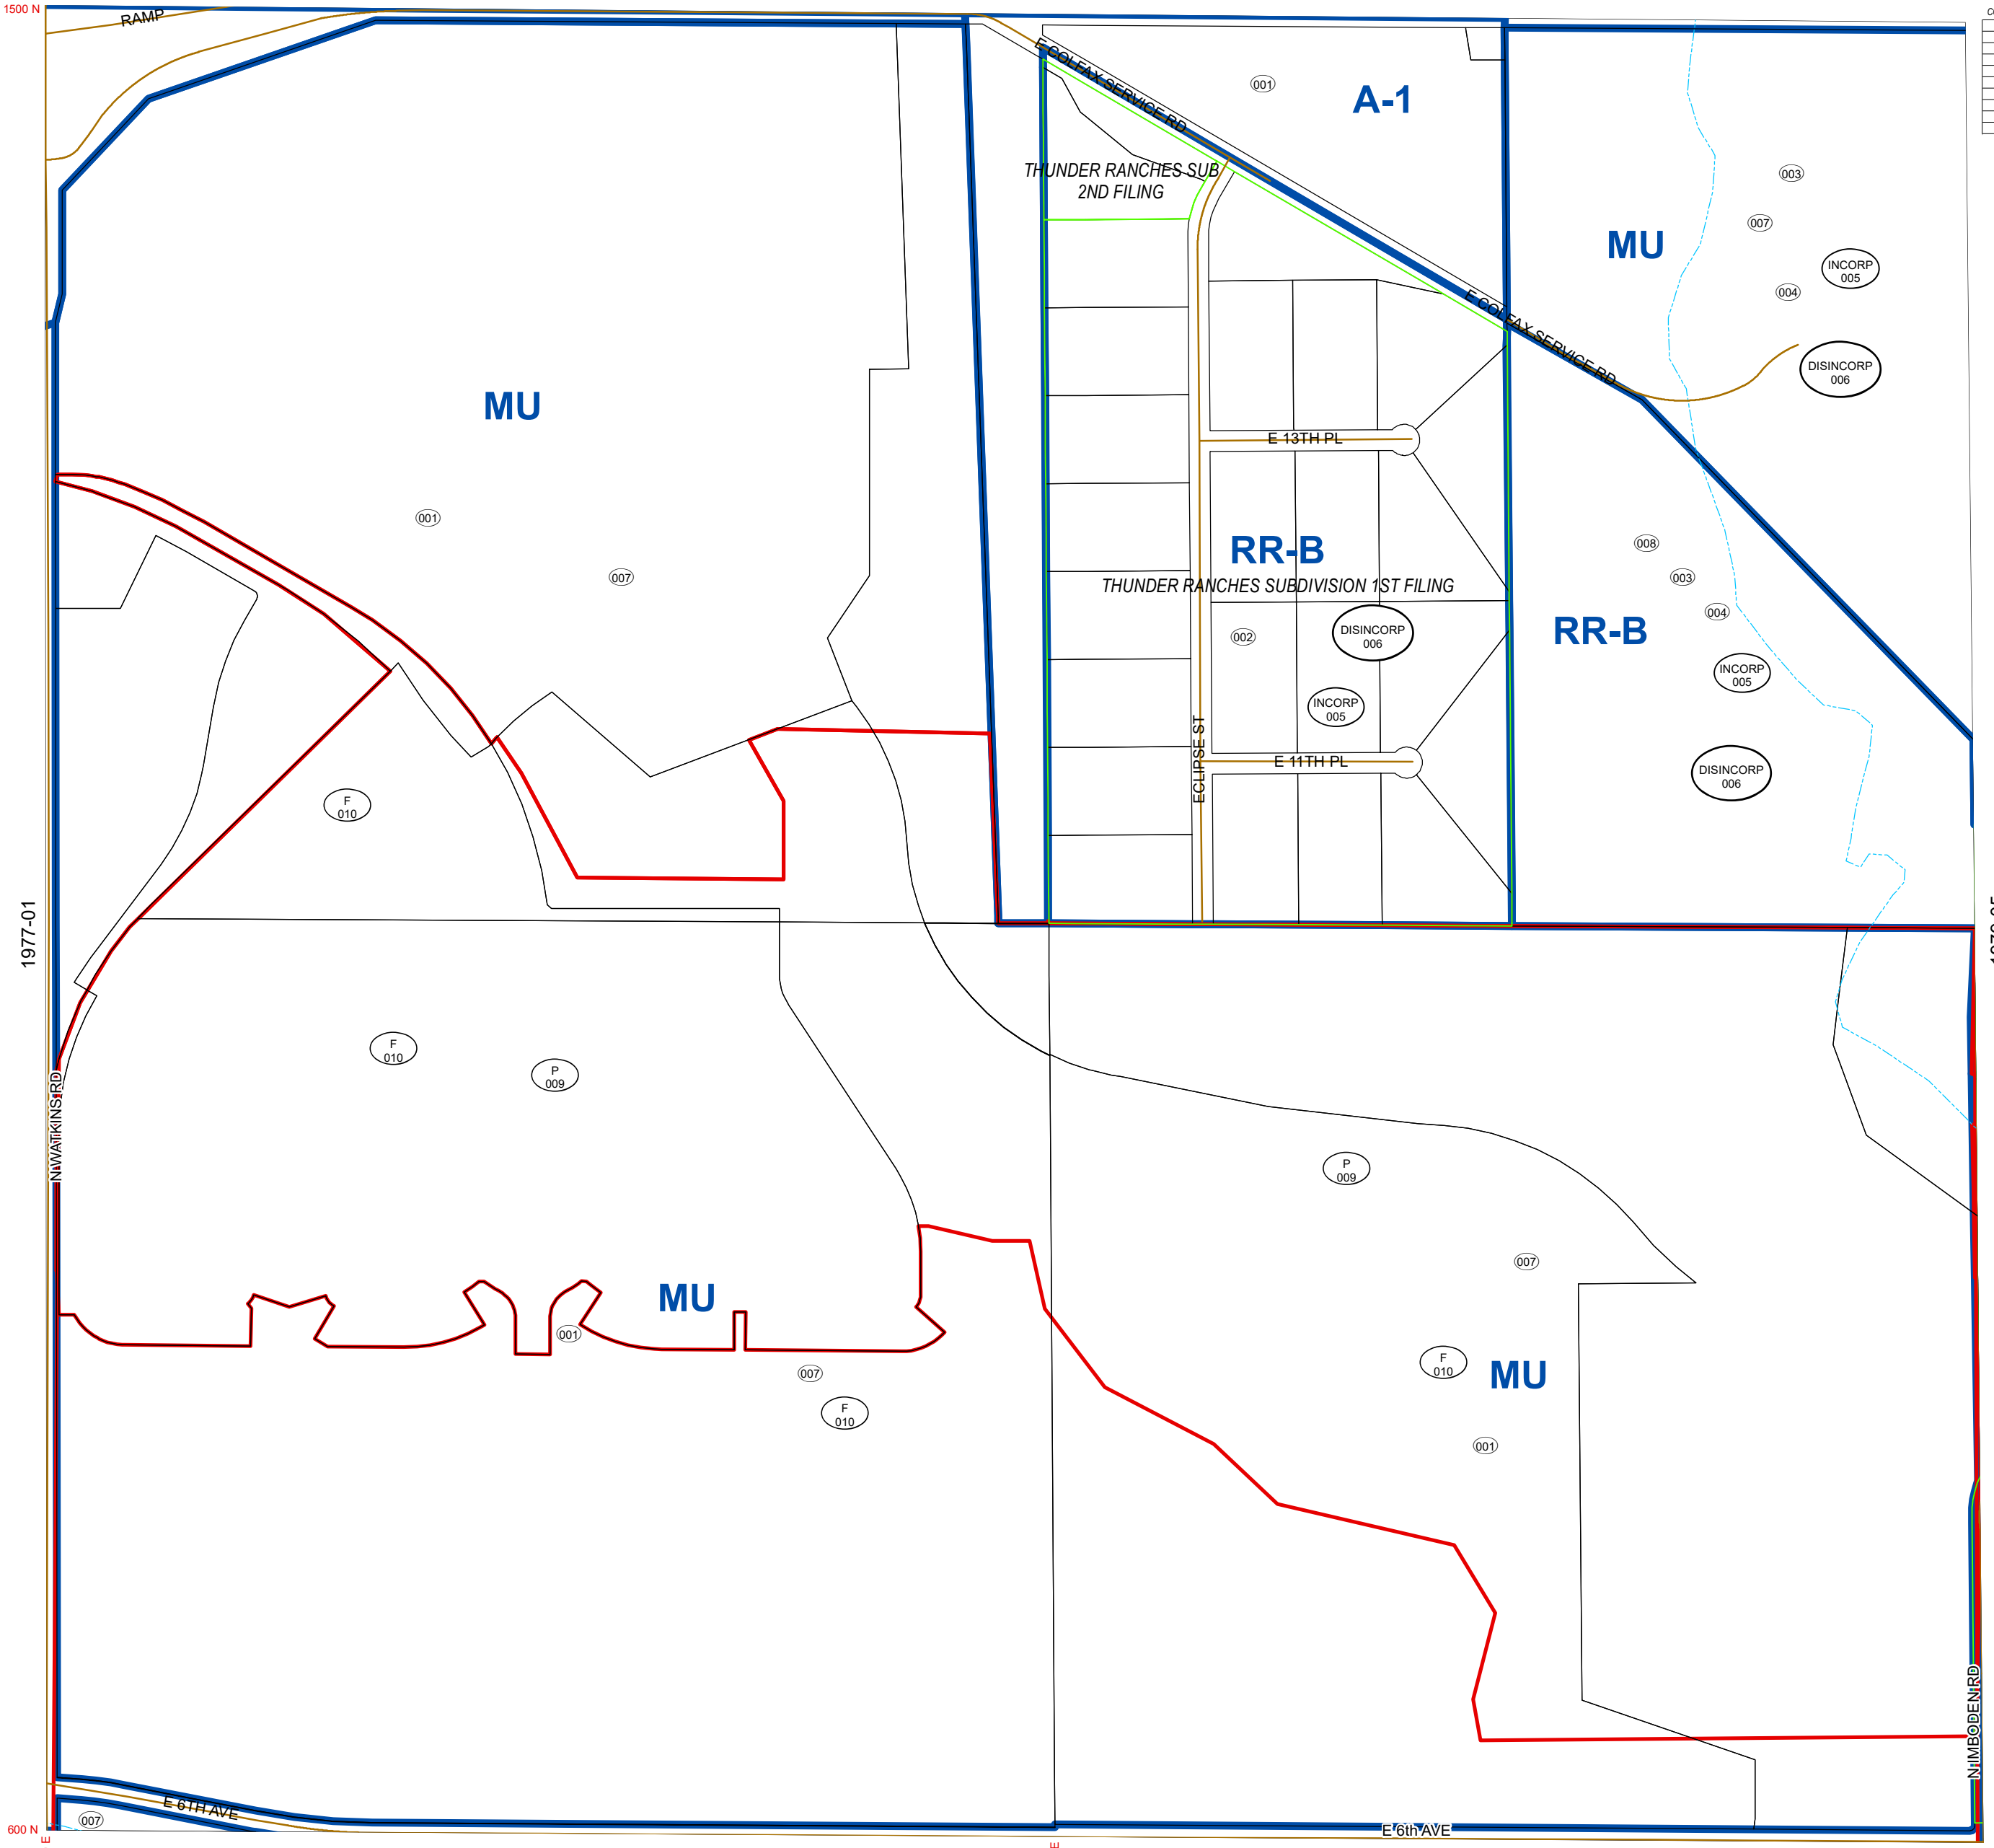 1500 N
RAMP
E COLFAX SERVICE RD
001
A-1
THUNDER RANCHES SUB
2ND FILING
003
007
MU
INCORP
005
004
E COLFAX SERVICE RD
DISINCORP
006
MU
E 13TH PL
001
007
RR-B
THUNDER RANCHES SUBDIVISION 1ST FILING
008
003
004
RR-B
002
DISINCORP
006
INCORP
005
INCORP
005
ECLIPSE ST
E 11TH PL
DISINCORP
006
F
010
1977-01
F
010
P
009
N WATKINS RD
P
009
007
MU
001
007
F
010
F
010
MU
001
N IMBODEN RD
E 6TH AVE
007
600 N
E 6th AVE
E
E